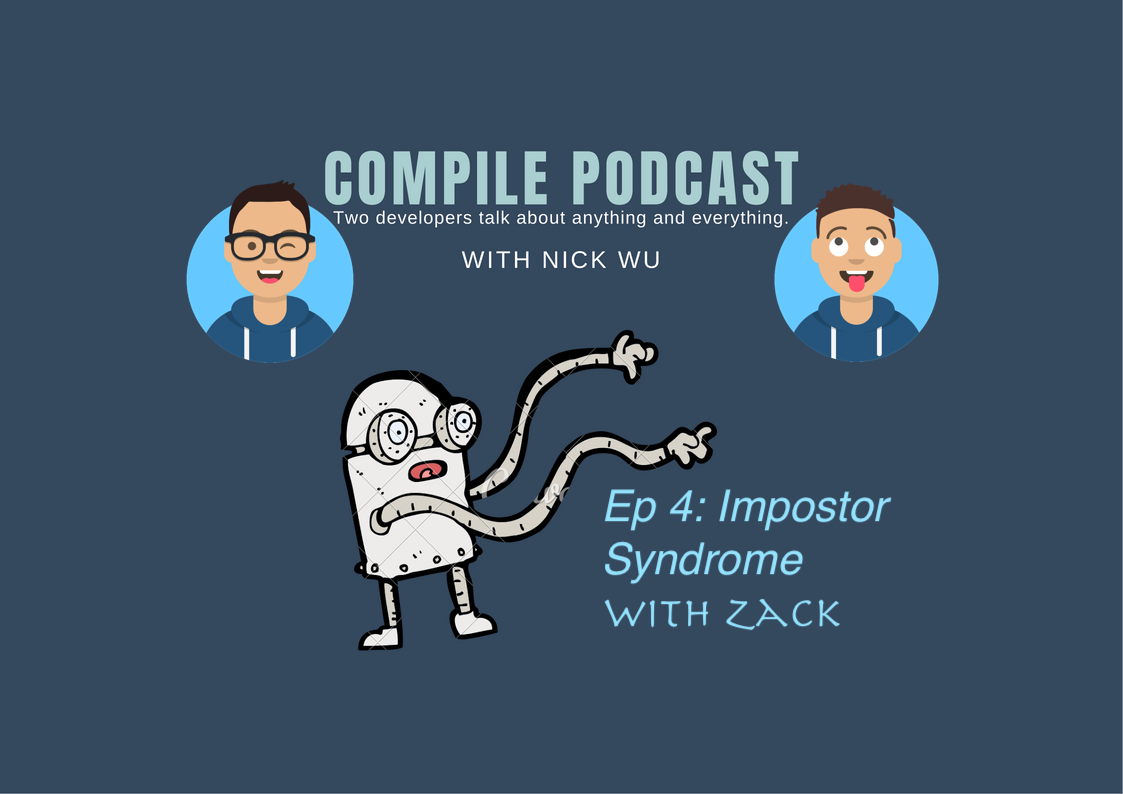 COMPILE PODCAST
Two developers talk about anything and everything.
WITH NICK WU
Ep 4: Impostor
Syndrome
WITH ZACK